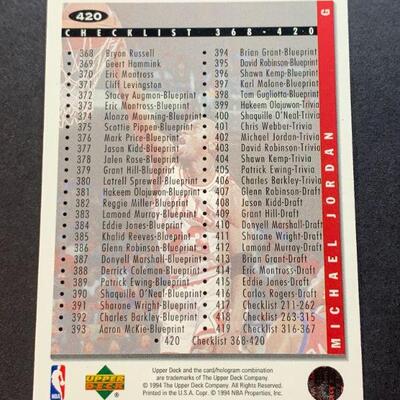 420
CHECKLIST 368-420
G
MICHAEL JORDAN
368 Bryon Russell
369 Geert Hammink
370 Eric Montross
371 Cliff Levingston
372 Stacey Augmon-Blueprint
373 Eric Montross-Blueprint
374 Alonzo Mourning-Blueprint
375 Scottie Pippen-Blueprint
376 Mark Price-Blueprint
377 Jason Kidd-Blueprint
378 Jalen Rose-Blueprint
379 Grant Hill-Blueprint
380 Latrell Sprewell-Blueprint
381 Hakeem Olajuwon-Blueprint
382 Reggie Miller-Blueprint
383 Lamond Murray-Blueprint
384 Eddie Jones-Blueprint
385 Khalid Reeves-Blueprint
386 Glenn Robinson-Blueprint
387 Donyell Marshall-Blueprint
388 Derrick Coleman-Blueprint
389 Patrick Ewing-Blueprint
390 Shaquille O'Neal-Blueprint
391 Sharone Wright-Blueprint
392 Charles Barkley-Blueprint
393 Aaron McKie-Blueprint
394 Brian Grant-Blueprint
395 David Robinson-Blueprint
396 Shawn Kemp-Blueprint
397 Karl Malone-Blueprint
398 Tom Gugliotta-Blueprint
399 Hakeem Olajuwon-Trivia
400 Shaquille O'Neal-Trivia
401 Chris Webber-Trivia
402 Michael Jordan-Trivia
403 David Robinson-Trivia
404 Shawn Kemp-Trivia
405 Patrick Ewing-Trivia
406 Charles Barkley-Trivia
407 Glenn Robinson-Draft
408 Jason Kidd-Draft
409 Grant Hill-Draft
410 Donyell Marshall-Draft
411 Sharone Wright-Draft
412 Lamond Murray-Draft
413 Brian Grant-Draft
414 Eric Montross-Draft
415 Eddie Jones-Draft
416 Carlos Rogers-Draft
417 Checklist 211-262
418 Checklist 263-315
419 Checklist 316-367
420 Checklist 368-420
NBA
UPPER DECK
Upper Deck and the card/hologram combination
are trademarks of The Upper Deck Company.
© 1994 The Upper Deck Company. All Rights Reserved.
Printed in the U.S.A. Copr. © 1994 NBA Properties, Inc.